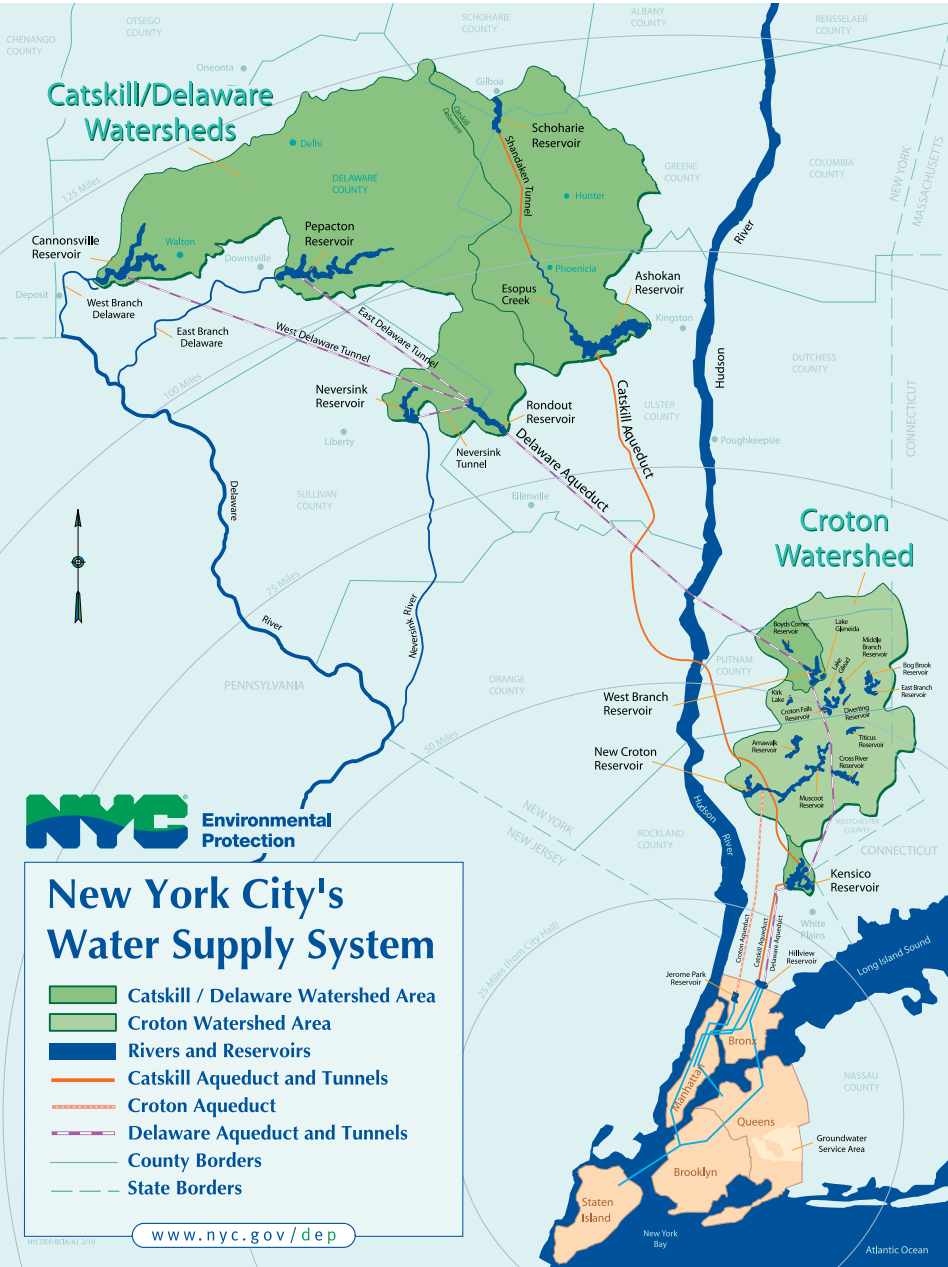 CHENANGO
COUNTY
OTSEGO
COUNTY
SCHOHARIE
COUNTY
ALBANY
COUNTY
RENSSELAER
COUNTY
Oneonta
Gilboa
Catskill/Delaware
Watersheds
Catskill
Delaware
Schoharie
Reservoir
Shandaken Tunnel
Delhi
DELAWARE
COUNTY
GREENE
COUNTY
COLUMBIA
COUNTY
NEW YORK
MASSACHUSETTS
125 Miles
Hunter
River
Cannonsville
Reservoir
Walton
Pepacton
Reservoir
Downsville
Phoenicia
Ashokan
Reservoir
Esopus
Creek
Deposit
West Branch
Delaware
East Branch
Delaware
West Delaware Tunnel
East Delaware Tunnel
Kingston
Hudson
DUTCHESS
COUNTY
100 Miles
Neversink
Reservoir
Rondout
Reservoir
Catskill Aqueduct
ULSTER
COUNTY
CONNECTICUT
Liberty
Neversink
Tunnel
Delaware Aqueduct
Poughkeepsie
Delaware
SULLIVAN
COUNTY
Ellenville
Croton
Watershed
75 Miles
River
Neversink River
Boyds Corner
Reservoir
Lake
Gleneida
Middle
Branch
Reservoir
Lake
Gilead
Bog Brook
Reservoir
East Branch
Reservoir
PUTNAM
COUNTY
PENNSYLVANIA
ORANGE
COUNTY
West Branch
Reservoir
Kirk
Lake
Croton Falls
Reservoir
Diverting
Reservoir
Titicus
Reservoir
50 Miles
New Croton
Reservoir
Amawalk
Reservoir
Cross River
Reservoir
Muscoot
Reservoir
NEW YORK
NEW JERSEY
Hudson
River
ROCKLAND
COUNTY
WESTCHESTER
COUNTY
CONNECTICUT
Kensico
Reservoir
White
Plains
NYC®
Environmental
Protection
New York City's
Water Supply System
Catskill / Delaware Watershed Area
Croton Watershed Area
Rivers and Reservoirs
Catskill Aqueduct and Tunnels
Croton Aqueduct
Delaware Aqueduct and Tunnels
County Borders
State Borders
www.nyc.gov/dep
NYCDEP/BCIA/AJ 2/10
25 Miles (from City Hall)
Croton Aqueduct
Catskill Aqueduct
Delaware Aqueduct
Long Island Sound
Jerome Park
Reservoir
Hillview
Reservoir
Bronx
Manhattan
NASSAU
COUNTY
Queens
Groundwater
Service Area
Brooklyn
Staten
Island
New York
Bay
Atlantic Ocean